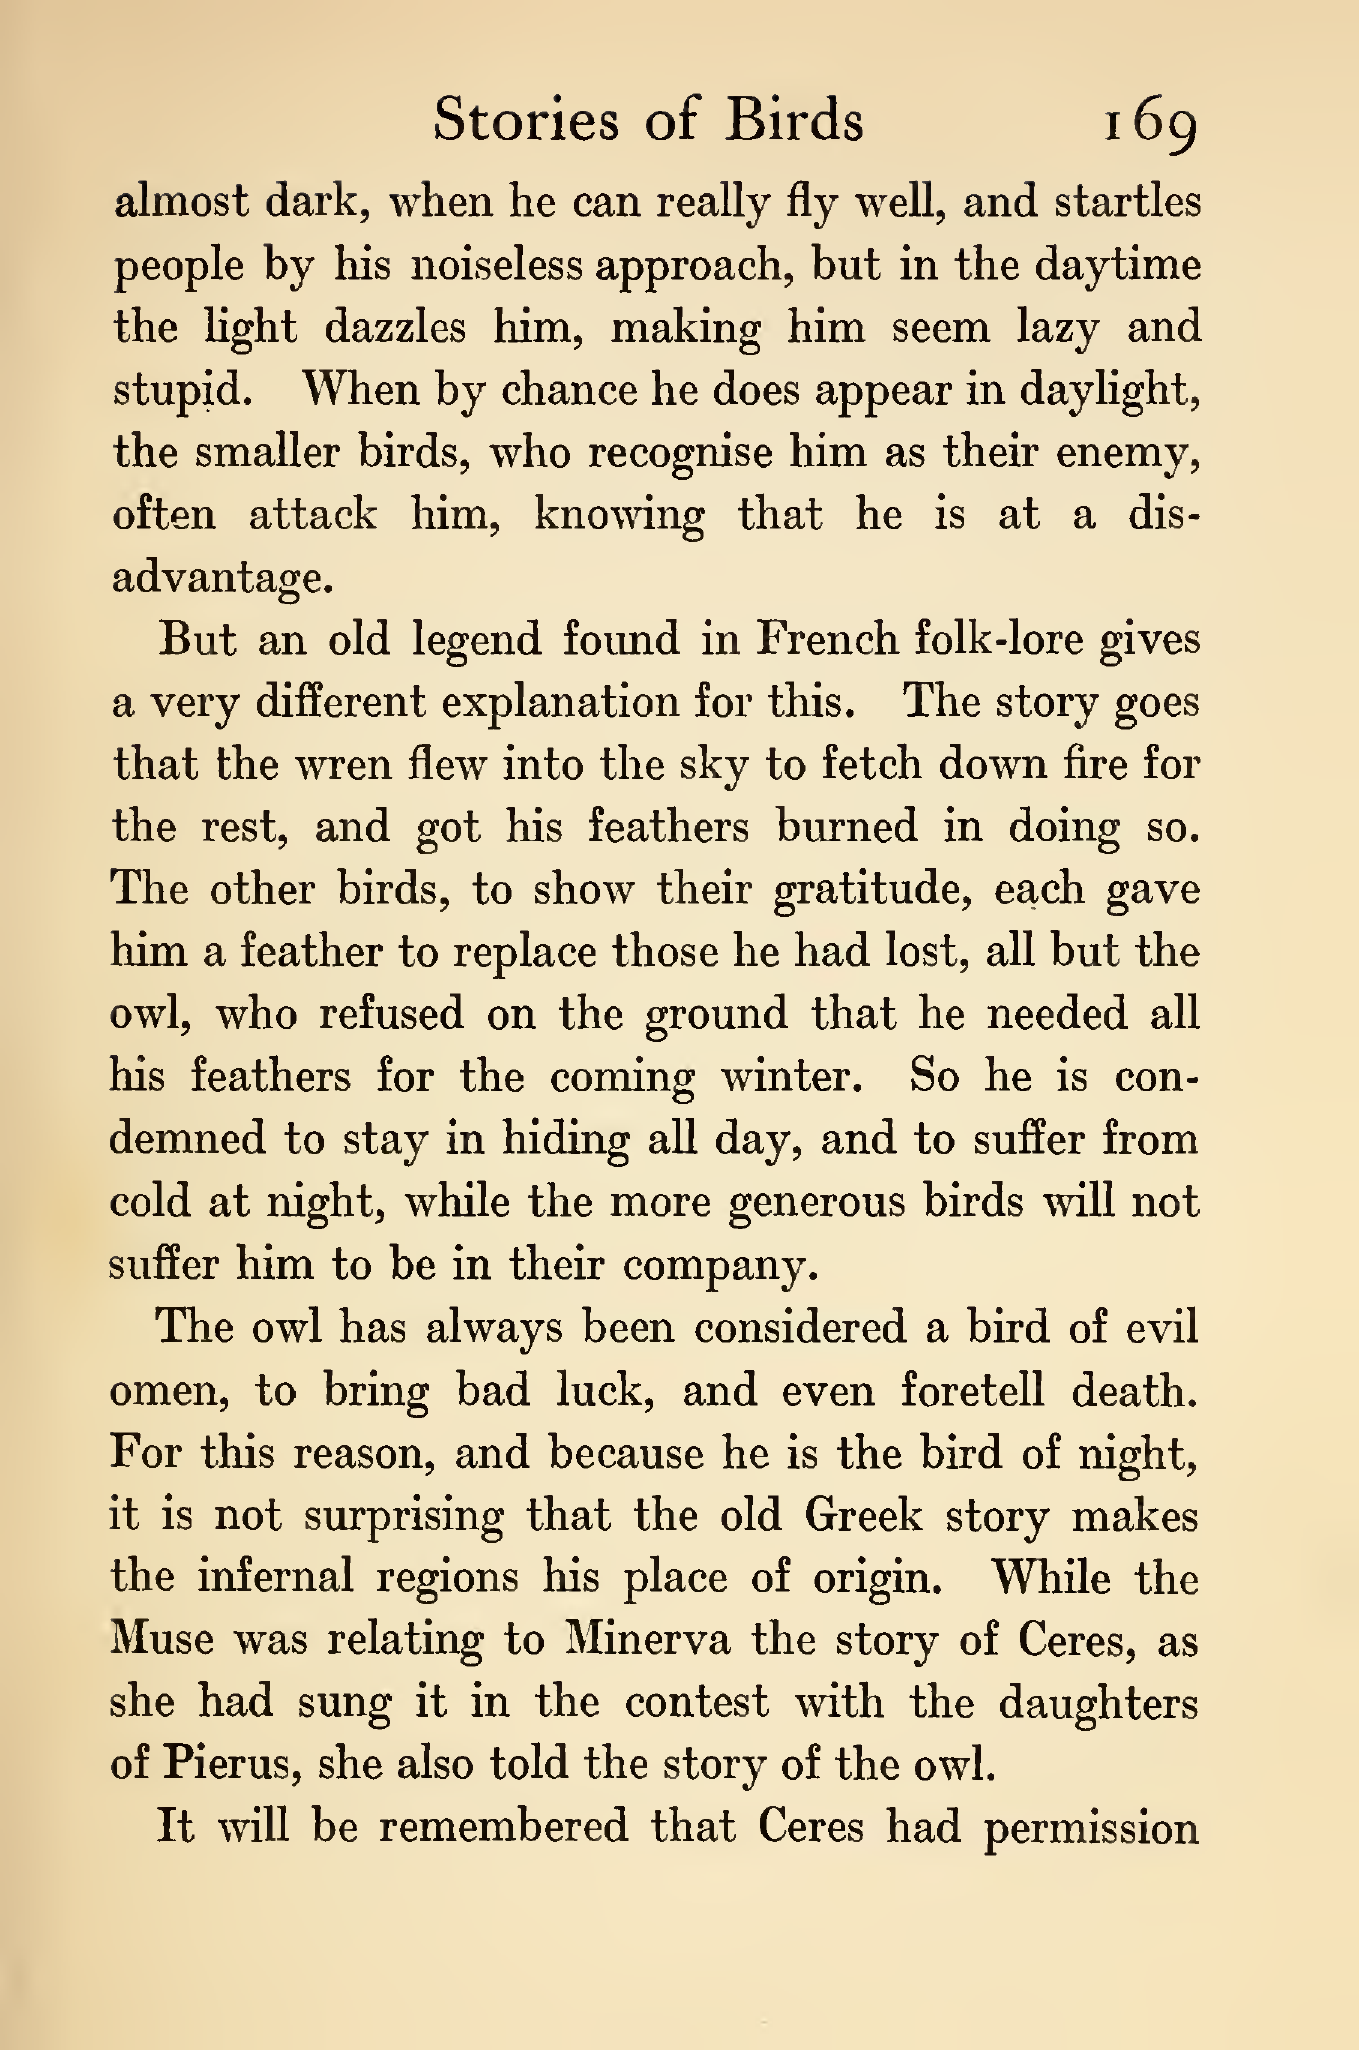 Stories of Birds 169
almost dark, when he can really fly well, and startles
people by his noiseless approach, but in the daytime
the light dazzles him, making him seem lazy and
stupid. When by chance he does appear in daylight,
the smaller birds, who recognise him as their enemy,
often attack him, knowing that he is at a dis-
advantage.
But an old legend found in French folk-lore gives
a very different explanation for this. The story goes
that the wren flew into the sky to fetch down fire for
the rest, and got his feathers burned in doing so.
The other birds, to show their gratitude, each gave
him a feather to replace those he had lost, all but the
owl, who refused on the ground that he needed all
his feathers for the coming winter. So he is con-
demned to stay in hiding all day, and to suffer from
cold at night, while the more generous birds will not
suffer him to be in their company.
The owl has always been considered a bird of evil
omen, to bring bad luck, and even foretell death.
For this reason, and because he is the bird of night,
it is not surprising that the old Greek story makes
the infernal regions his place of origin. While the
Muse was relating to Minerva the story of Ceres, as
she had sung it in the contest with the daughters
of Pierus, she also told the story of the owl.
It will be remembered that Ceres had permission